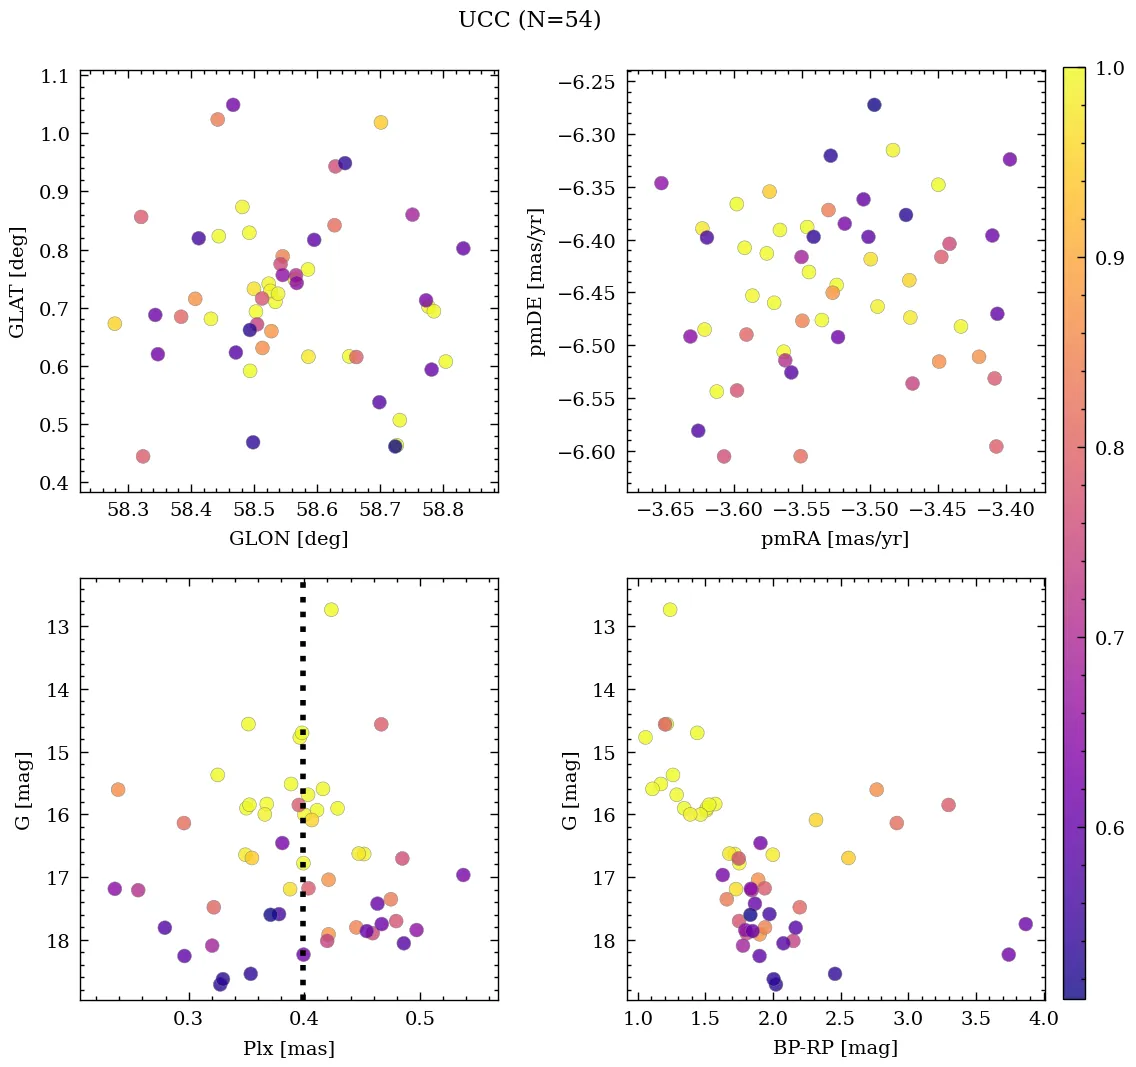 UCC (N=54)
1.1
1.0
0.9
0.8
0.7
0.6
0.5
0.4
GLAT [deg]
58.3 58.4 58.5 58.6 58.7 58.8
GLON [deg]
−6.25
−6.30
−6.35
−6.40
−6.45
−6.50
−6.55
−6.60
pmDE [mas/yr]
−3.65 −3.60 −3.55 −3.50 −3.45 −3.40
pmRA [mas/yr]
13
14
15
16
17
18
G [mag]
0.3 0.4 0.5
Plx [mas]
13
14
15
16
17
18
G [mag]
1.0 1.5 2.0 2.5 3.0 3.5 4.0
BP-RP [mag]
1.0
0.9
0.8
0.7
0.6